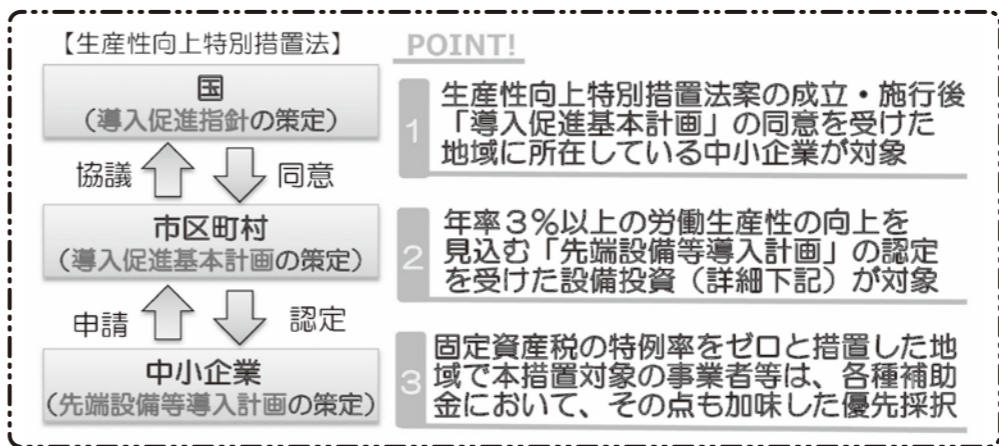 【生産性向上特別措置法】
国
（導入促進指針の策定）
協議
同意
市区町村
（導入促進基本計画の策定）
申請
認定
中小企業
（先端設備等導入計画の策定）
POINT!
1
生産性向上特別措置法案の成立・施行後
「導入促進基本計画」の同意を受けた
地域に所在している中小企業が対象
2
年率３％以上の労働生産性の向上を
見込む「先端設備等導入計画」の認定
を受けた設備投資（詳細下記）が対象
3
固定資産税の特例率をゼロと措置した地
域で本措置対象の事業者等は、各種補助
金において、その点も加味した優先採択